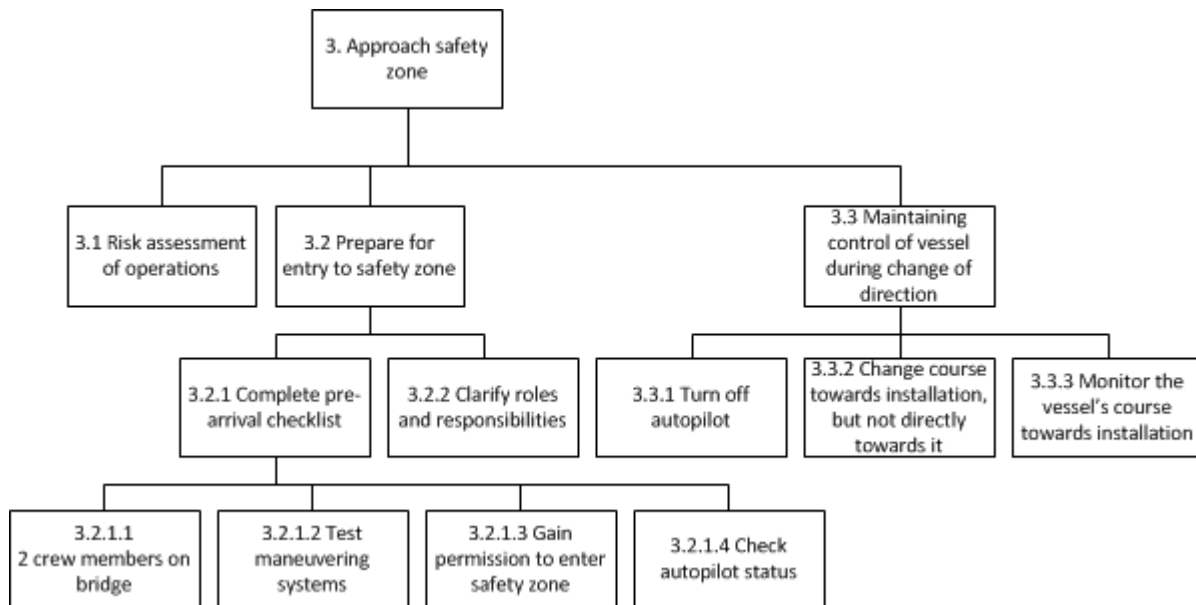 3. Approach safety
zone
3.1 Risk assessment
of operations
3.2 Prepare for
entry to safety zone
3.3 Maintaining
control of vessel
during change of
direction
3.2.1 Complete pre-
arrival checklist
3.2.2 Clarify roles
and responsibilities
3.3.1 Turn off
autopilot
3.3.2 Change course
towards installation,
but not directly
towards it
3.3.3 Monitor the
vessel's course
towards installation
3.2.1.1
2 crew members on
bridge
3.2.1.2 Test
maneuvering
systems
3.2.1.3 Gain
permission to enter
safety zone
3.2.1.4 Check
autopilot status